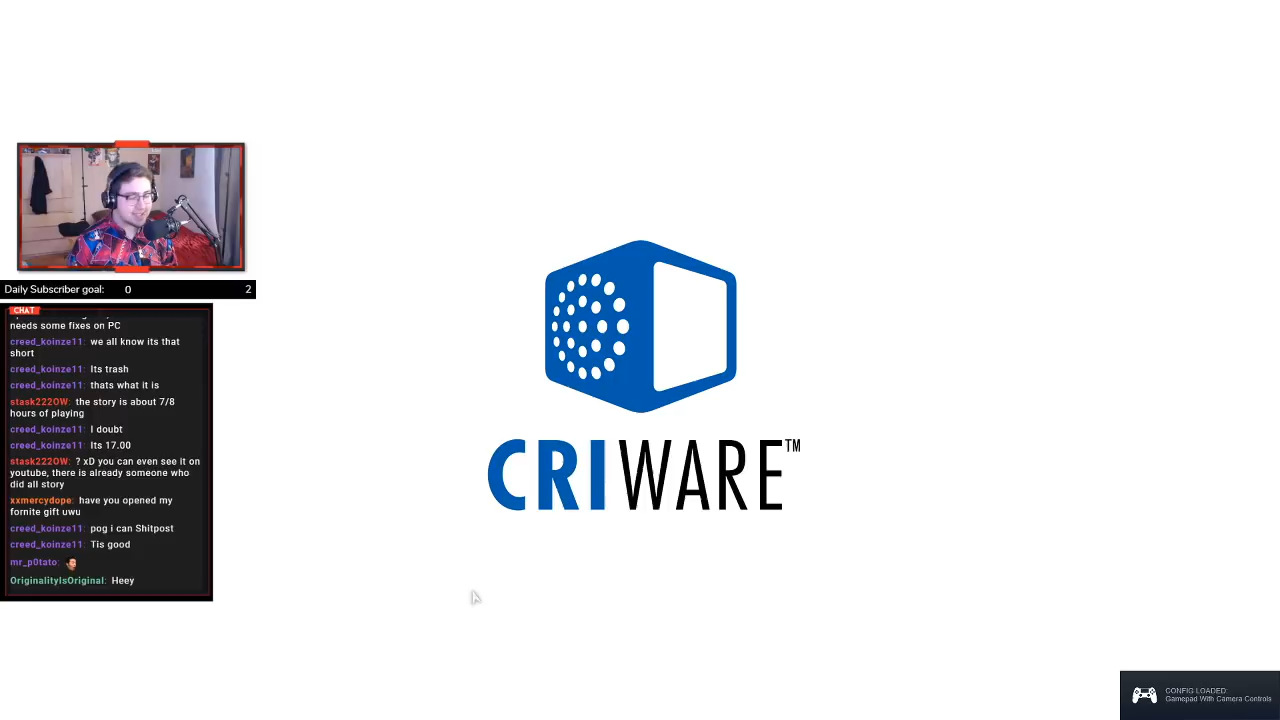 Daily Subscriber goal: 0 2
CHAT
needs some fixes on PC
creed_koinze11: we all know its that
short
creed_koinze11: Its trash
creed_koinze11: thats what it is
stask222OW: the story is about 7/8
hours of playing
creed_koinze11: I doubt
creed_koinze11: Its 17.00
stask222OW: ? xD you can even see it on
youtube, there is already someone who
did all story
xxmercydope: have you opened my
fornite gift uwu
creed_koinze11: pog i can Shitpost
creed_koinze11: Tis good
mr_p0tato:
OriginalityIsOriginal: Heey
CRIWARE™
CONFIG LOADED:
Gamepad With Camera Controls